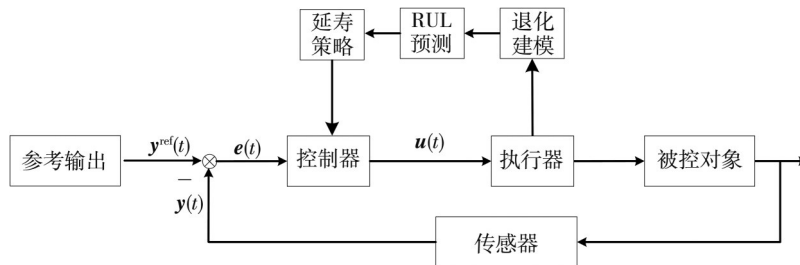 延寿
策略
RUL
预测
退化
建模
参考输出
y^ref(t)
e(t)
控制器
u(t)
执行器
被控对象
−
y(t)
传感器